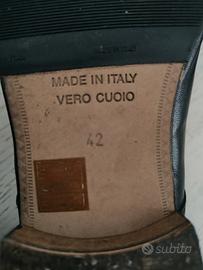 MADE IN ITALY
VERO CUOIO
42
subito